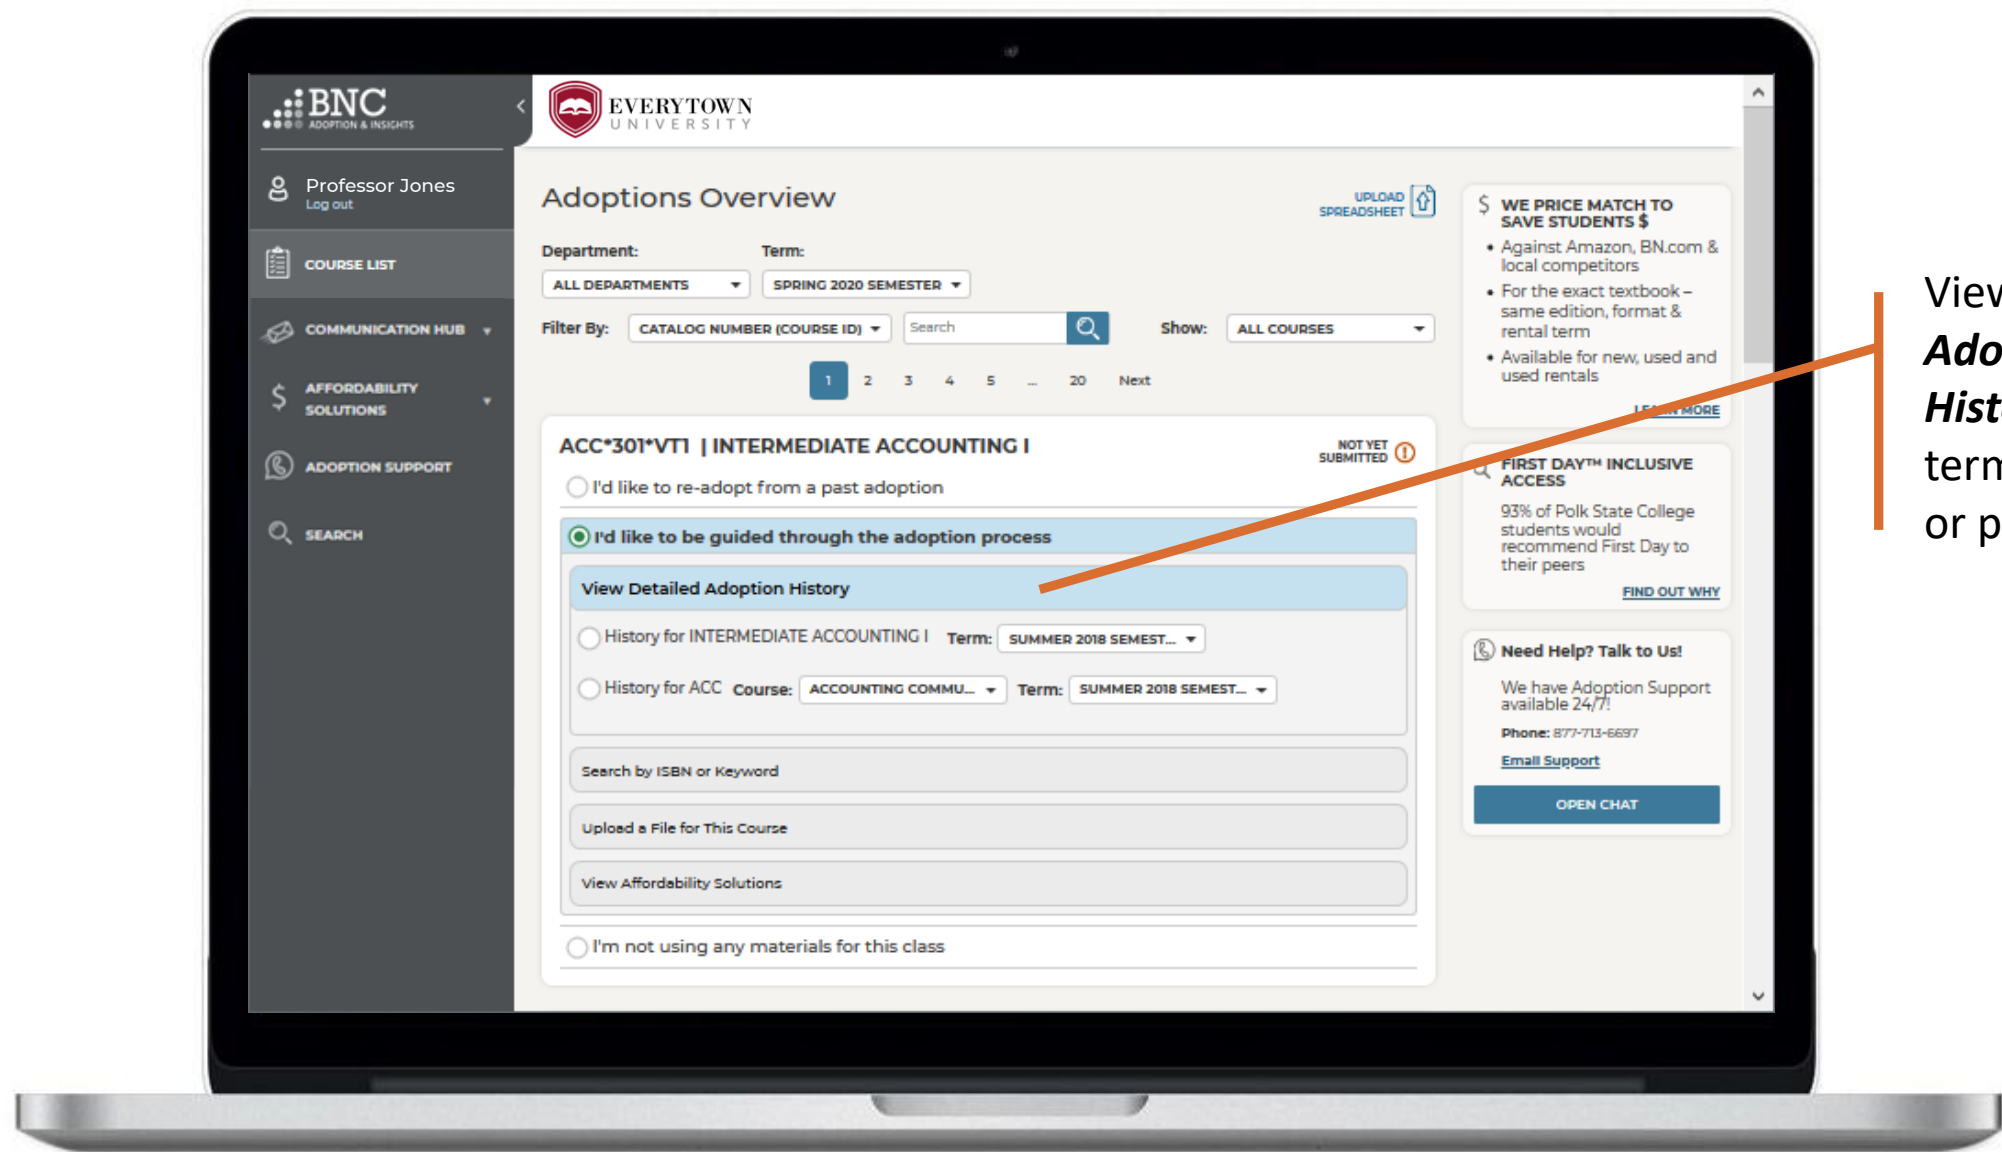 BNC
ADOPTION & INSIGHTS
EVERYTOWN
UNIVERSITY
Professor Jones
Log out
COURSE LIST
COMMUNICATION HUB
AFFORDABILITY
SOLUTIONS
ADOPTION SUPPORT
SEARCH
Adoptions Overview
UPLOAD
SPREADSHEET
Department: Term:
ALL DEPARTMENTS SPRING 2020 SEMESTER
Filter By: CATALOG NUMBER (COURSE ID) Search Show: ALL COURSES
1 2 3 4 5 ... 20 Next
ACC*301*VT1 | INTERMEDIATE ACCOUNTING I
NOT YET
SUBMITTED
I'd like to re-adopt from a past adoption
I'd like to be guided through the adoption process
View Detailed Adoption History
History for INTERMEDIATE ACCOUNTING I Term: SUMMER 2018 SEMEST...
History for ACC Course: ACCOUNTING COMMU... Term: SUMMER 2018 SEMEST...
Search by ISBN or Keyword
Upload a File for This Course
View Affordability Solutions
I'm not using any materials for this class
$ WE PRICE MATCH TO
SAVE STUDENTS $
• Against Amazon, BN.com &
local competitors
• For the exact textbook –
same edition, format &
rental term
• Available for new, used and
used rentals
LEARN MORE
FIRST DAY™ INCLUSIVE
ACCESS
93% of Polk State College
students would
recommend First Day to
their peers
FIND OUT WHY
Need Help? Talk to Us!
We have Adoption Support
available 24/7!
Phone: 877-713-6697
Email Support
OPEN CHAT
View
Ado
Hist
term
or p